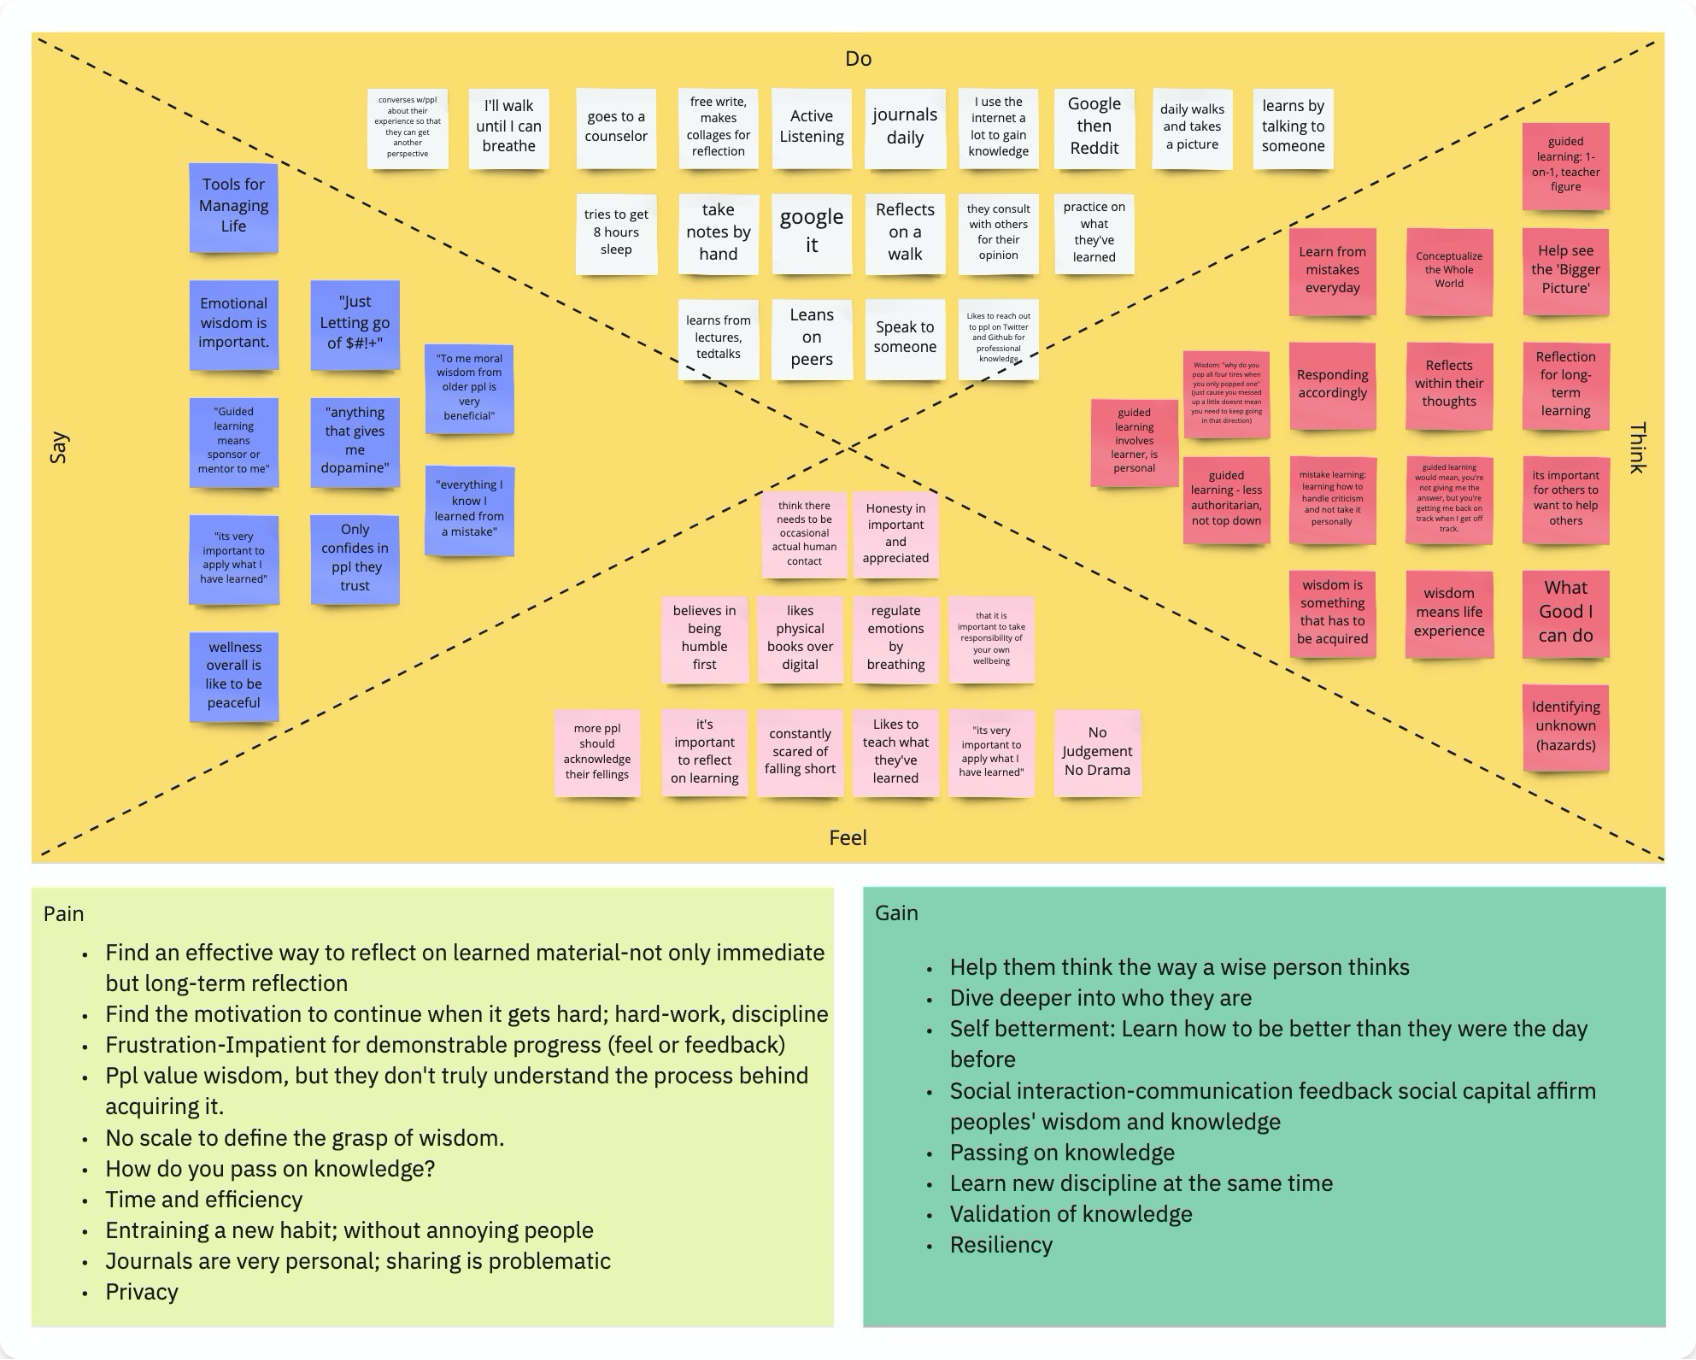 Do
converses w/ppl
about their
experience so that
they can get
another
perspective
I'll walk
until I can
breathe
goes to a
counselor
free write,
makes
collages for
reflection
Active
Listening
journals
daily
I use the
internet a
lot to gain
knowledge
Google
then
Reddit
daily walks
and takes
a picture
learns by
talking to
someone
tries to get
8 hours
sleep
take
notes by
hand
google
it
Reflects
on a
walk
they consult
with others
for their
opinion
practice on
what
they've
learned
learns from
lectures,
tedtalks
Leans
on
peers
Speak to
someone
Likes to reach out
to ppl on Twitter
and Github for
professional
knowledge
Say
Tools for
Managing
Life
Emotional
wisdom is
important.
"Just
Letting go
of $#!+"
"To me moral
wisdom from
older ppl is
very
beneficial"
"Guided
learning
means
sponsor or
mentor to me"
"anything
that gives
me
dopamine"
"everything I
know I
learned from
a mistake"
"its very
important to
apply what I
have learned"
Only
confides in
ppl they
trust
wellness
overall is
like to be
peaceful
Think
guided
learning: 1-
on-1, teacher
figure
Learn from
mistakes
everyday
Conceptualize
the Whole
World
Help see
the 'Bigger
Picture'
Wisdom: "why do you
pop all four tires when
you only popped one"
(just cause you messed
up a little doesnt mean
you need to keep going
in that direction)
Responding
accordingly
Reflects
within their
thoughts
Reflection
for long-
term
learning
guided
learning
involves
learner, is
personal
guided
learning - less
authoritarian,
not top down
mistake learning:
learning how to
handle criticism
and not take it
personally
guided learning
would mean, you're
not giving me the
answer, but you're
getting me back on
track when I get off
track.
its important
for others to
want to help
others
wisdom is
something
that has to
be acquired
wisdom
means life
experience
What
Good I
can do
Identifying
unknown
(hazards)
think there
needs to be
occasional
actual human
contact
Honesty in
important
and
appreciated
believes in
being
humble
first
likes
physical
books over
digital
regulate
emotions
by
breathing
that it is
important to take
responsibility of
your own
wellbeing
more ppl
should
acknowledge
their fellings
it's
important
to reflect
on learning
constantly
scared of
falling short
Likes to
teach what
they've
learned
"its very
important to
apply what I
have learned"
No
Judgement
No Drama
Feel
Pain
• Find an effective way to reflect on learned material-not only immediate
but long-term reflection
• Find the motivation to continue when it gets hard; hard-work, discipline
• Frustration-Impatient for demonstrable progress (feel or feedback)
• Ppl value wisdom, but they don't truly understand the process behind
acquiring it.
• No scale to define the grasp of wisdom.
• How do you pass on knowledge?
• Time and efficiency
• Entraining a new habit; without annoying people
• Journals are very personal; sharing is problematic
• Privacy
Gain
• Help them think the way a wise person thinks
• Dive deeper into who they are
• Self betterment: Learn how to be better than they were the day
before
• Social interaction-communication feedback social capital affirm
peoples' wisdom and knowledge
• Passing on knowledge
• Learn new discipline at the same time
• Validation of knowledge
• Resiliency